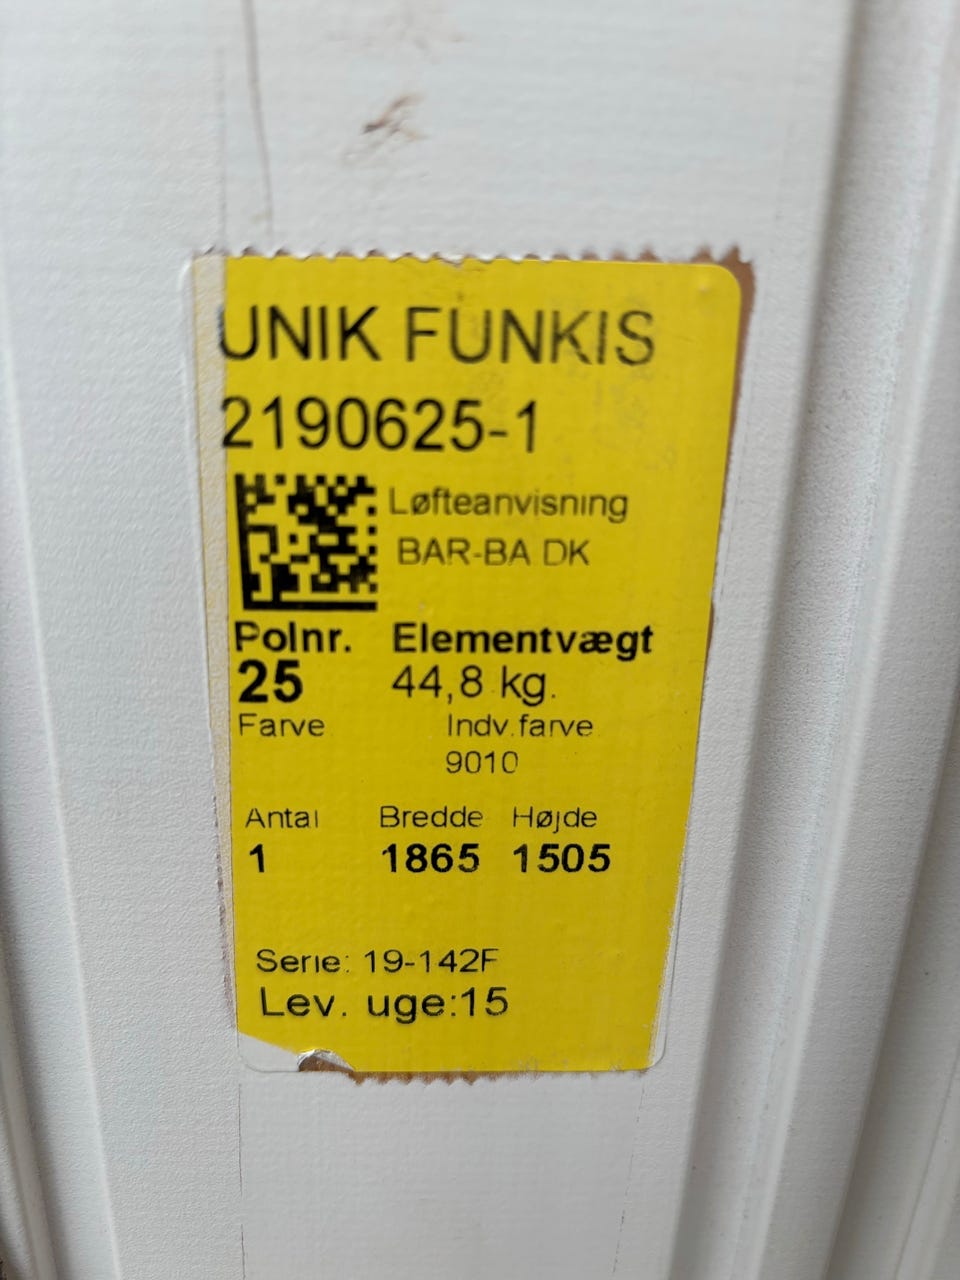 UNIK FUNKIS
2190625-1
Løfteanvisning
BAR-BA DK
Polnr. Elementvægt
25 44,8 kg.
Farve Indv.farve
9010
Antal Bredde Højde
1 1865 1505
Serie: 19-142F
Lev. uge:15